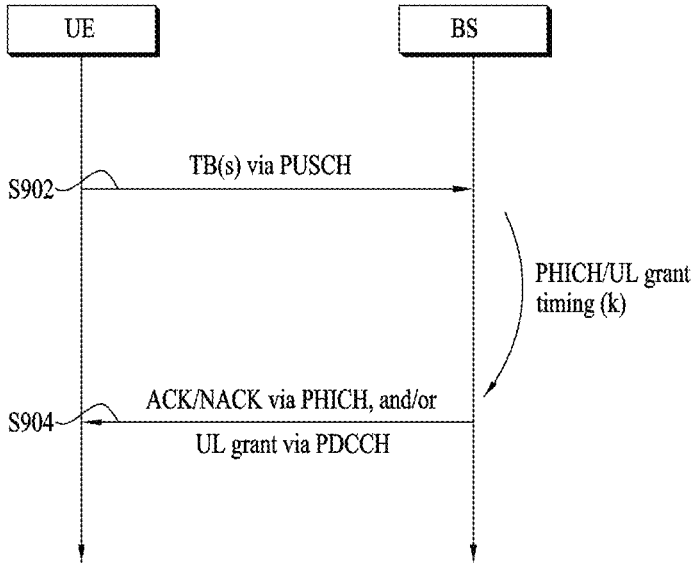 UE
BS
TB(s) via PUSCH
S902
PHICH/UL grant
timing (k)
ACK/NACK via PHICH, and/or
S904
UL grant via PDCCH